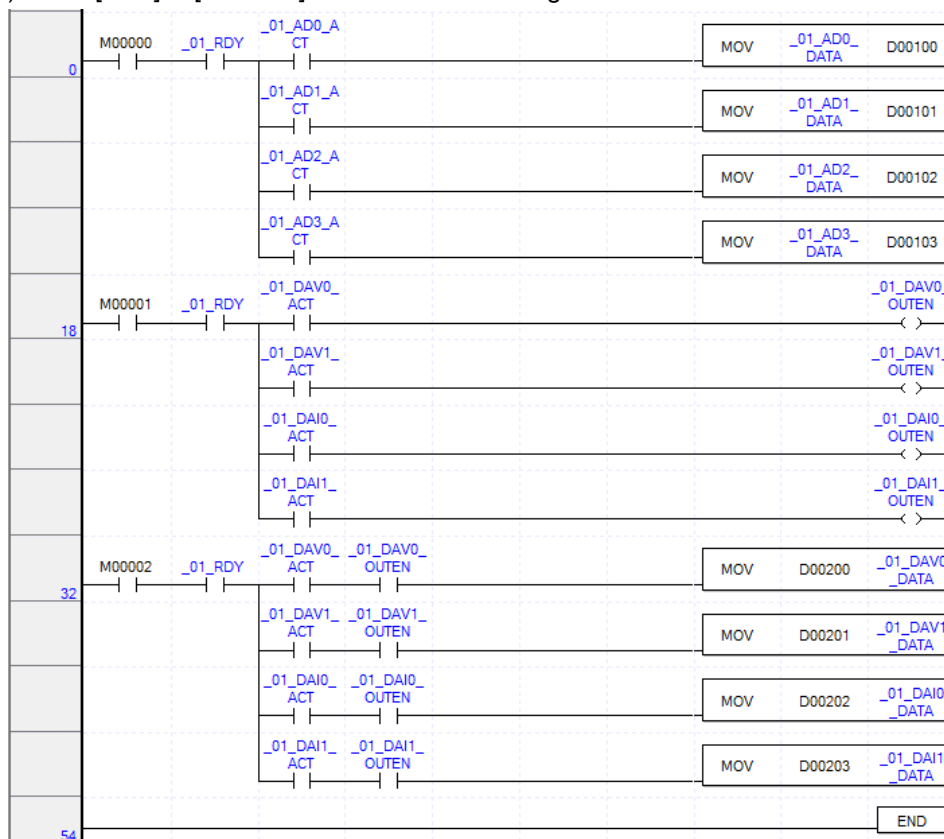 M00000 _01_RDY _01_AD0_A
CT MOV _01_AD0_
DATA D00100
0
_01_AD1_A
CT MOV _01_AD1_
DATA D00101
_01_AD2_A
CT MOV _01_AD2_
DATA D00102
_01_AD3_A
CT MOV _01_AD3_
DATA D00103
M00001 _01_RDY _01_DAV0_
ACT _01_DAV0_
OUTEN
18
_01_DAV1_
ACT _01_DAV1_
OUTEN
_01_DAI0_
ACT _01_DAI0_
OUTEN
_01_DAI1_
ACT _01_DAI1_
OUTEN
M00002 _01_RDY _01_DAV0_
ACT _01_DAV0_
OUTEN MOV D00200 _01_DAV0
_DATA
32
_01_DAV1_
ACT _01_DAV1_
OUTEN MOV D00201 _01_DAV1
_DATA
_01_DAI0_
ACT _01_DAI0_
OUTEN MOV D00202 _01_DAI0
_DATA
_01_DAI1_
ACT _01_DAI1_
OUTEN MOV D00203 _01_DAI1
_DATA
54
END